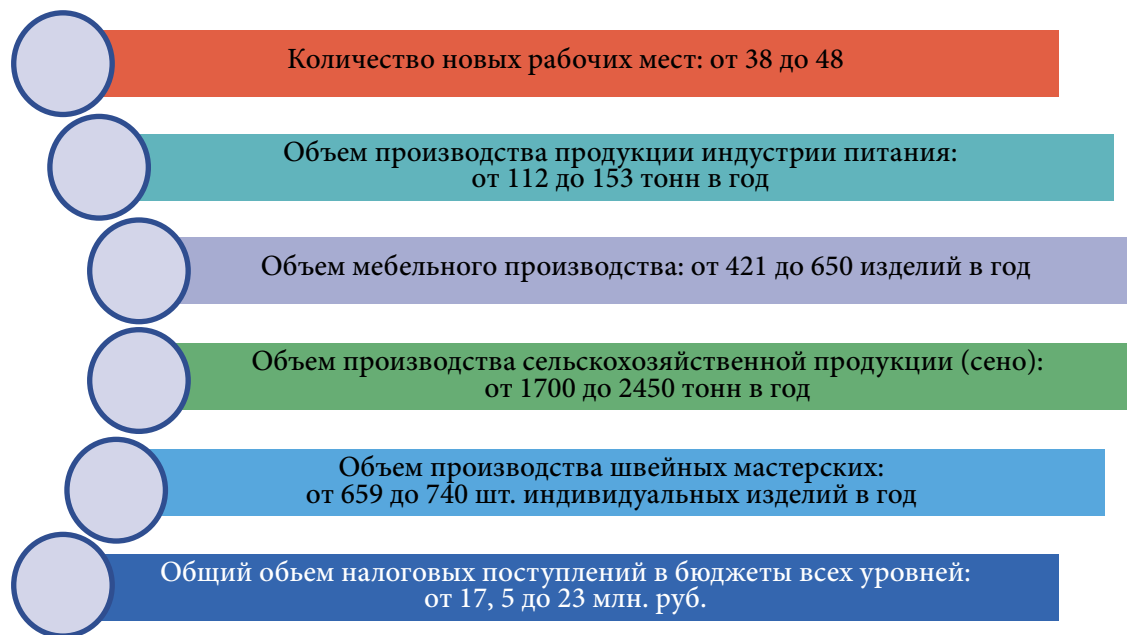 Количество новых рабочих мест: от 38 до 48
Объем производства продукции индустрии питания:
от 112 до 153 тонн в год
Объем мебельного производства: от 421 до 650 изделий в год
Объем производства сельскохозяйственной продукции (сено):
от 1700 до 2450 тонн в год
Объем производства швейных мастерских:
от 659 до 740 шт. индивидуальных изделий в год
Общий обьем налоговых поступлений в бюджеты всех уровней:
от 17, 5 до 23 млн. руб.